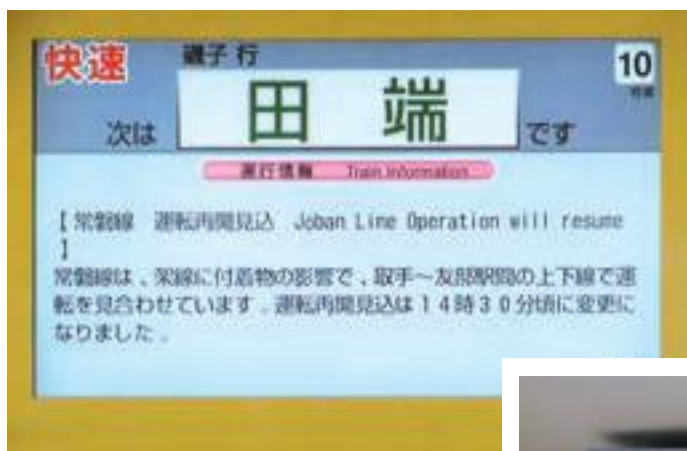 快速
磯子 行
10
号車
次は
田 端
です
運行情報 Train Information
【 常磐線 運転再開見込 Joban Line Operation will resume
】
常磐線は 、架線に付着物の影響で 、取手～友部駅間の上下線で運
転を見合わせています 。運転再開見込は14時30分頃に変更に
なりました 。